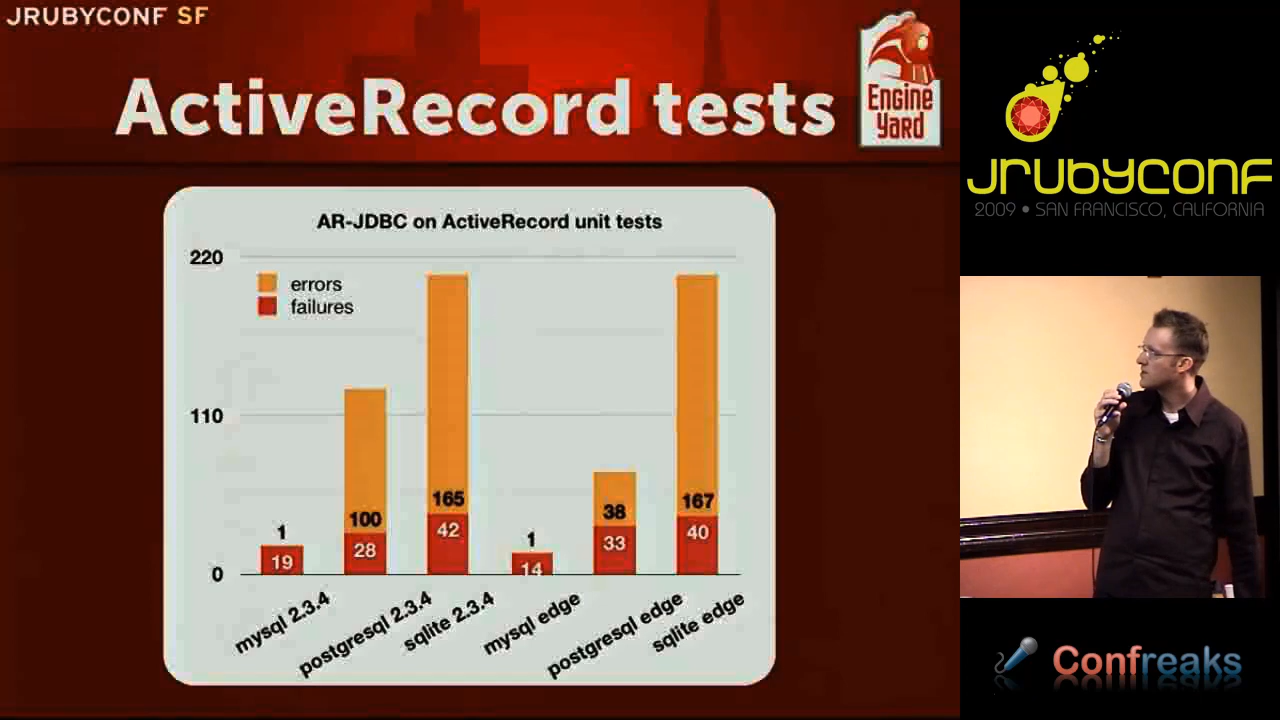 JRUBYCONF SF
ActiveRecord tests
Engine
Yard
AR-JDBC on ActiveRecord unit tests
220
errors
failures
110
0
1
19
100
28
165
42
1
14
38
33
167
40
mysql 2.3.4
postgresql 2.3.4
sqlite 2.3.4
mysql edge
postgresql edge
sqlite edge
JRUBYCONF
2009 • SAN FRANCISCO, CALIFORNIA
Confreaks